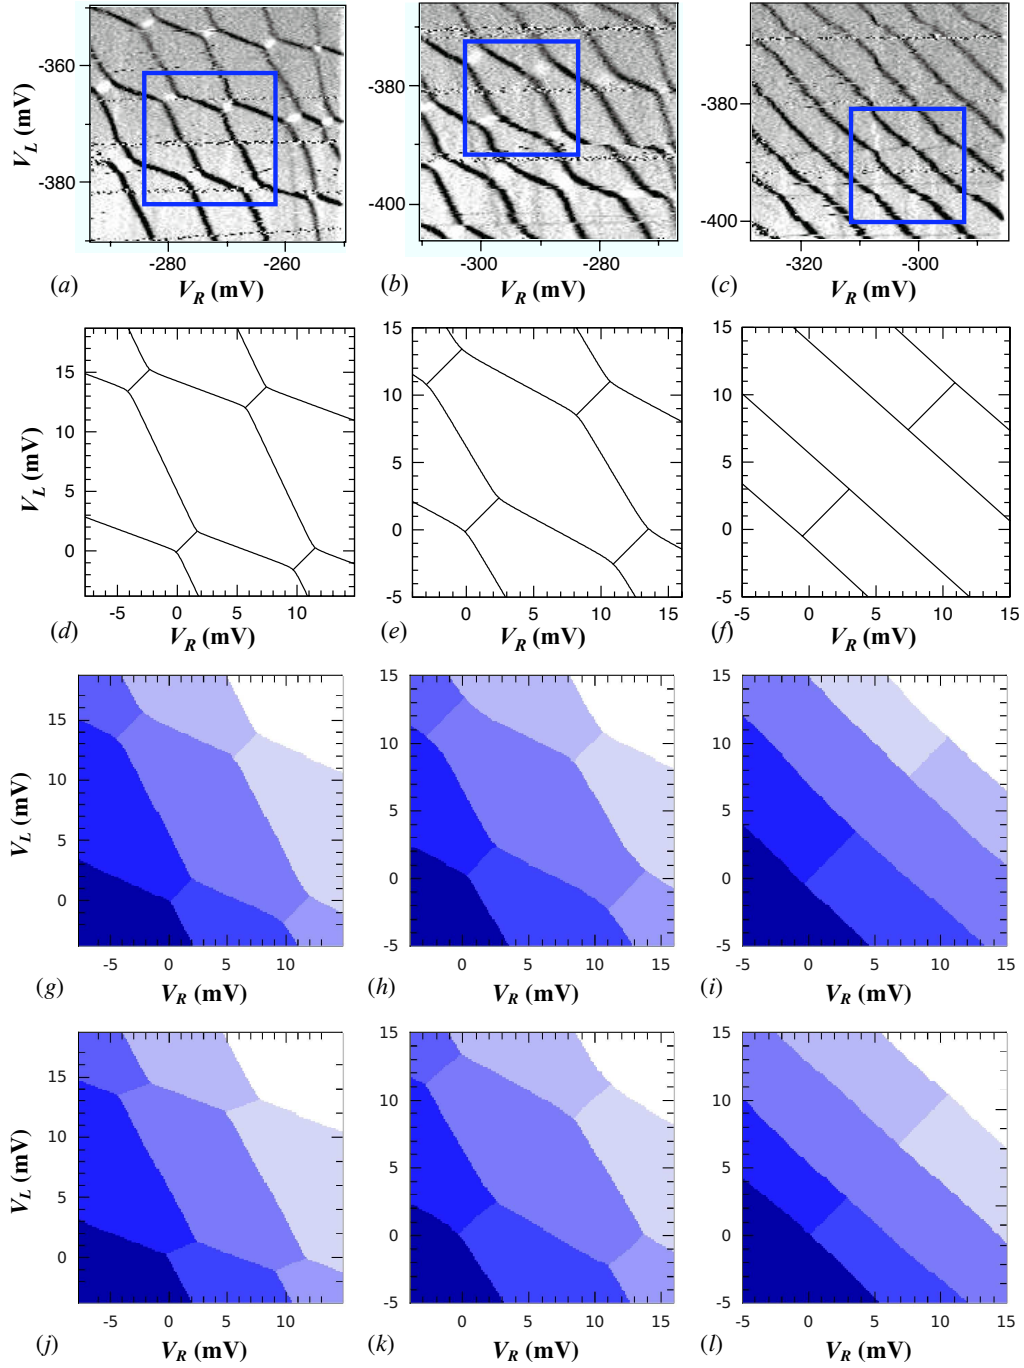 -360
-380
V_L (mV)
-280 -260
(a) V_R (mV)
-380
-400
-300 -280
(b) V_R (mV)
-380
-400
-320 -300
(c) V_R (mV)
15
10
5
0
V_L (mV)
-5 0 5 10
(d) V_R (mV)
15
10
5
0
-5
0 5 10 15
(e) V_R (mV)
15
10
5
0
-5
-5 0 5 10 15
(f) V_R (mV)
15
10
5
0
V_L (mV)
-5 0 5 10
(g) V_R (mV)
15
10
5
0
-5
0 5 10 15
(h) V_R (mV)
15
10
5
0
-5
-5 0 5 10 15
(i) V_R (mV)
15
10
5
0
V_L (mV)
-5 0 5 10
(j) V_R (mV)
15
10
5
0
-5
0 5 10 15
(k) V_R (mV)
15
10
5
0
-5
-5 0 5 10 15
(l) V_R (mV)